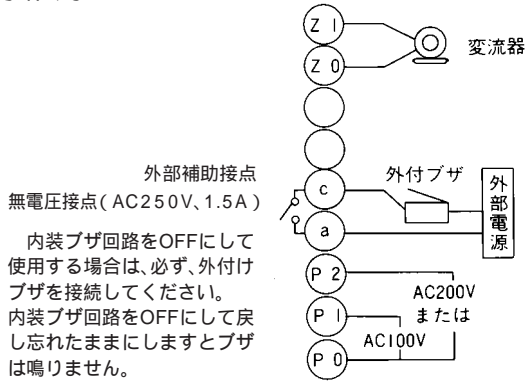 Z1
変流器
Z0
外部補助接点
無電圧接点(AC250V、1.5A)
c
外付ブザ
外部電源
a
内装ブザ回路をOFFにして
使用する場合は、必ず、外付け
ブザを接続してください。
内装ブザ回路をOFFにして戻
し忘れたままにしますとブザ
は鳴りません。
P2
AC200V
または
P1
AC100V
P0